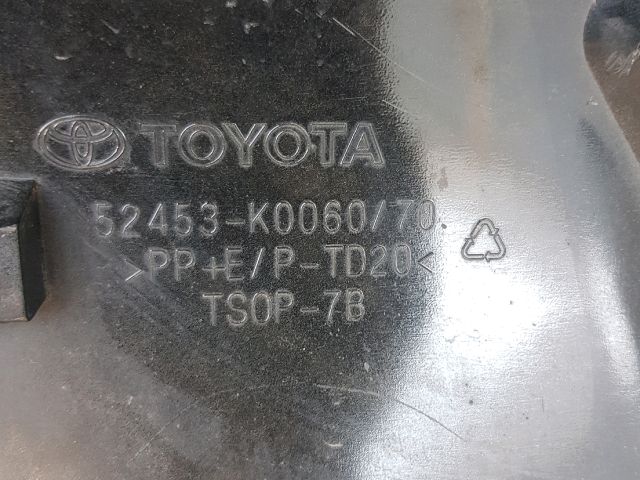 TOYOTA
52453-K0060/70
>PP+E/P-TD20<
TSOP-7B